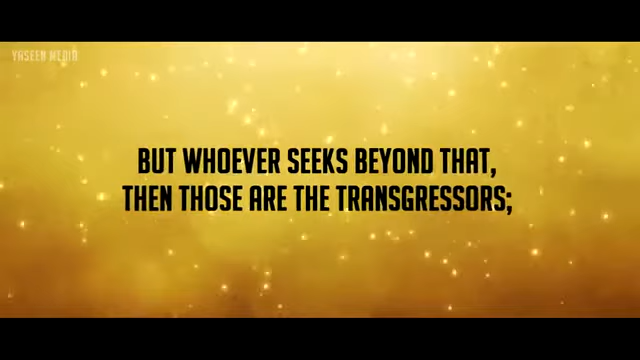 YASEEN MEDIA
BUT WHOEVER SEEKS BEYOND THAT,
THEN THOSE ARE THE TRANSGRESSORS;